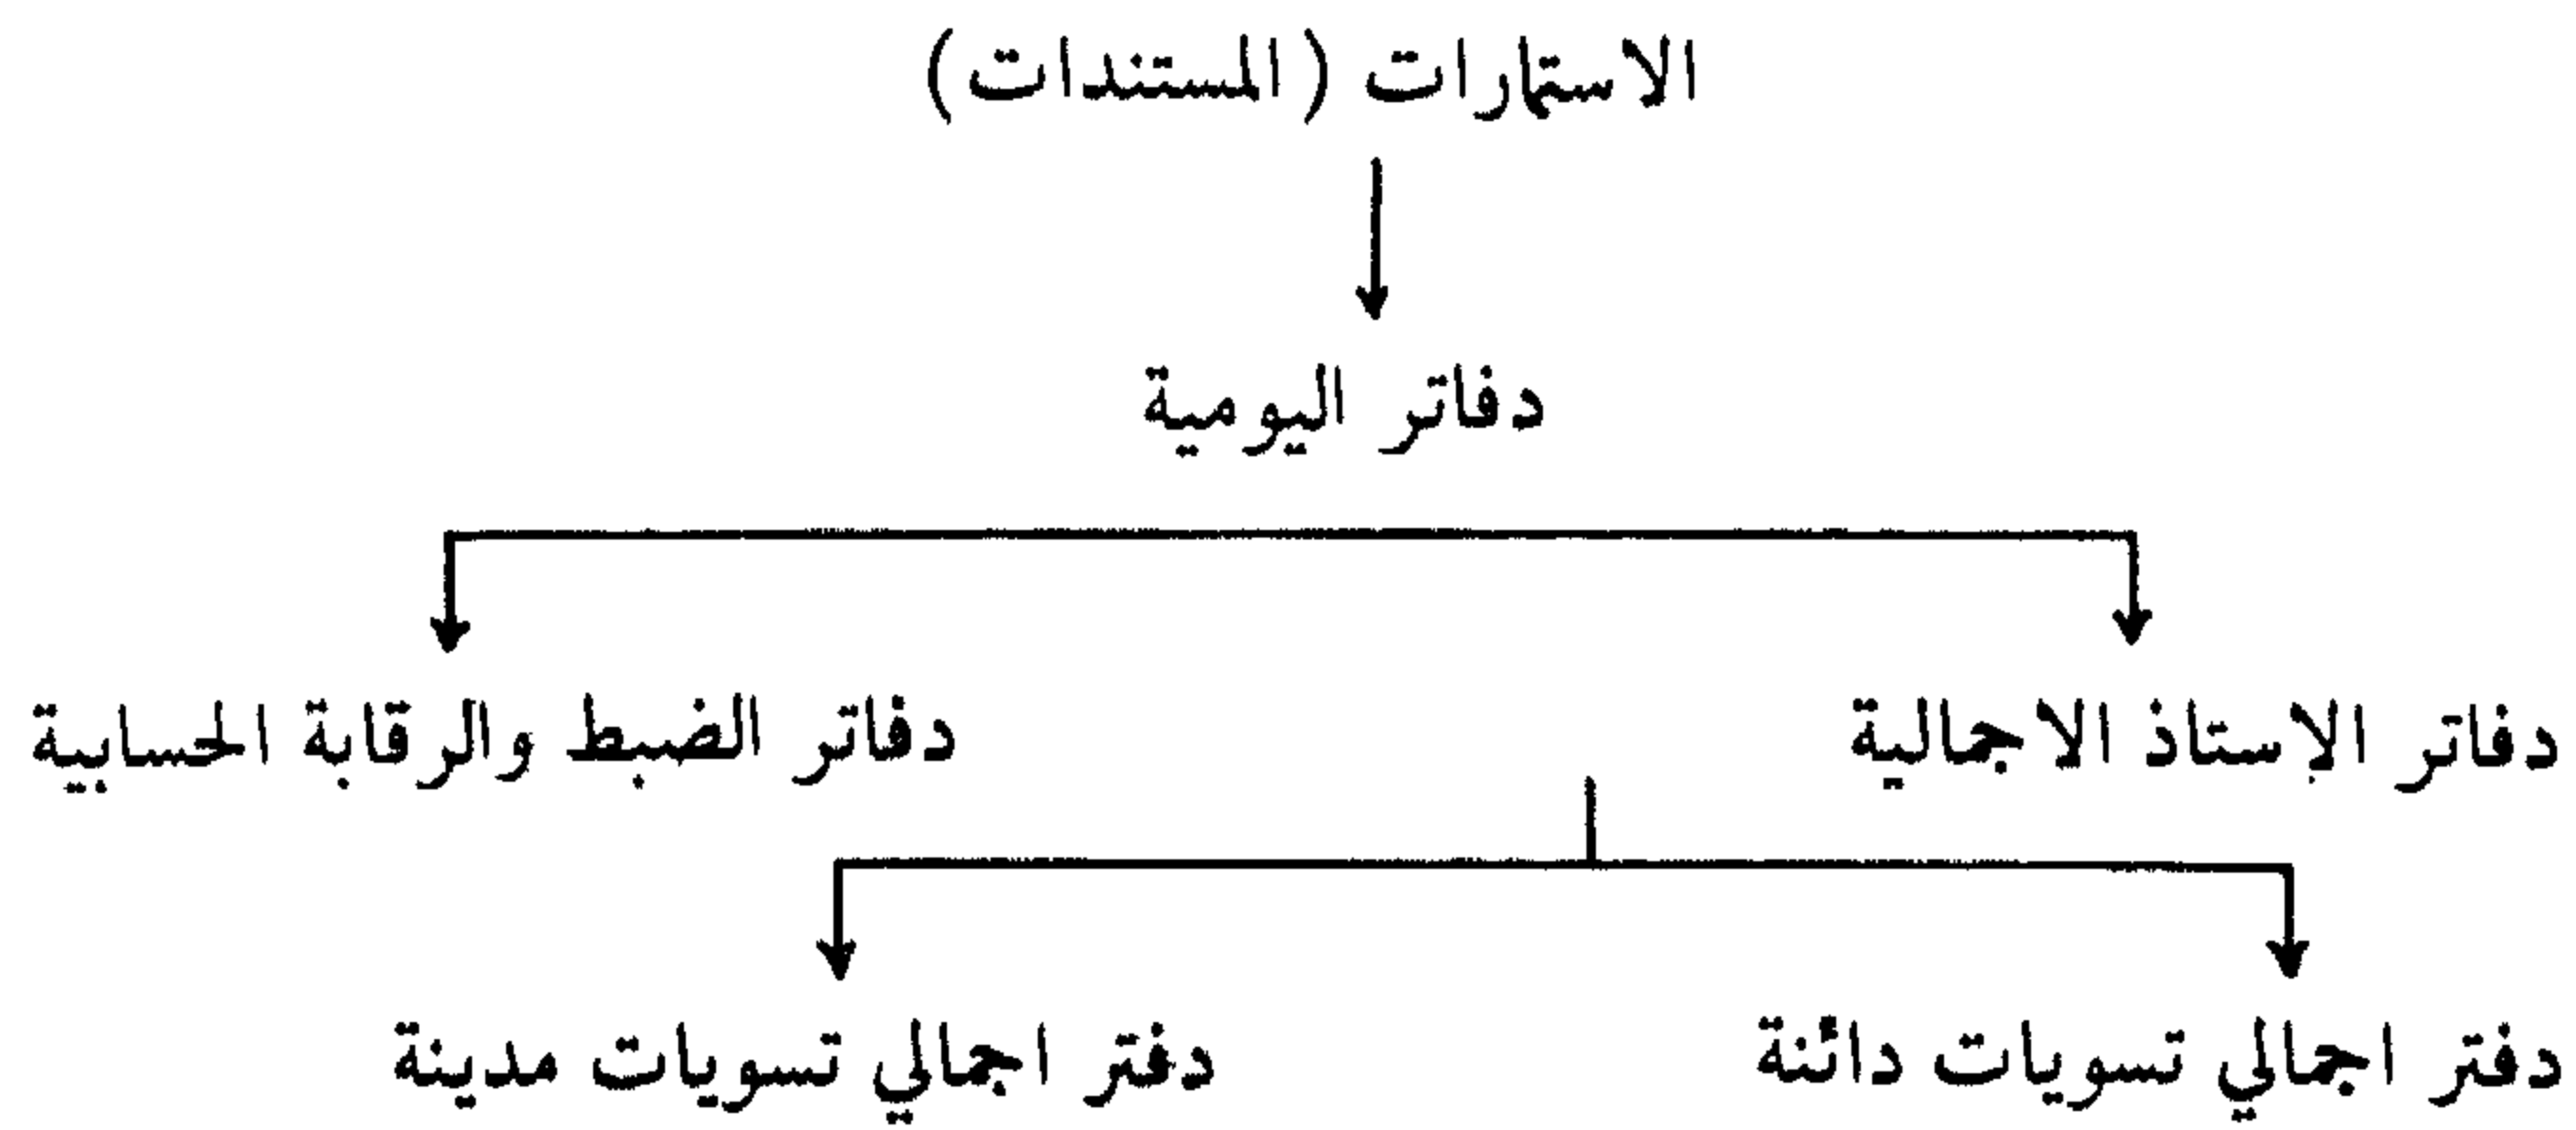 الاستمارات (المستندات)
دفاتر اليومية
دفاتر الإستاذ الاجمالية
دفاتر الضبط والرقابة الحسابية
دفتر اجمالي تسويات دائنة
دفتر اجمالي تسويات مدينة